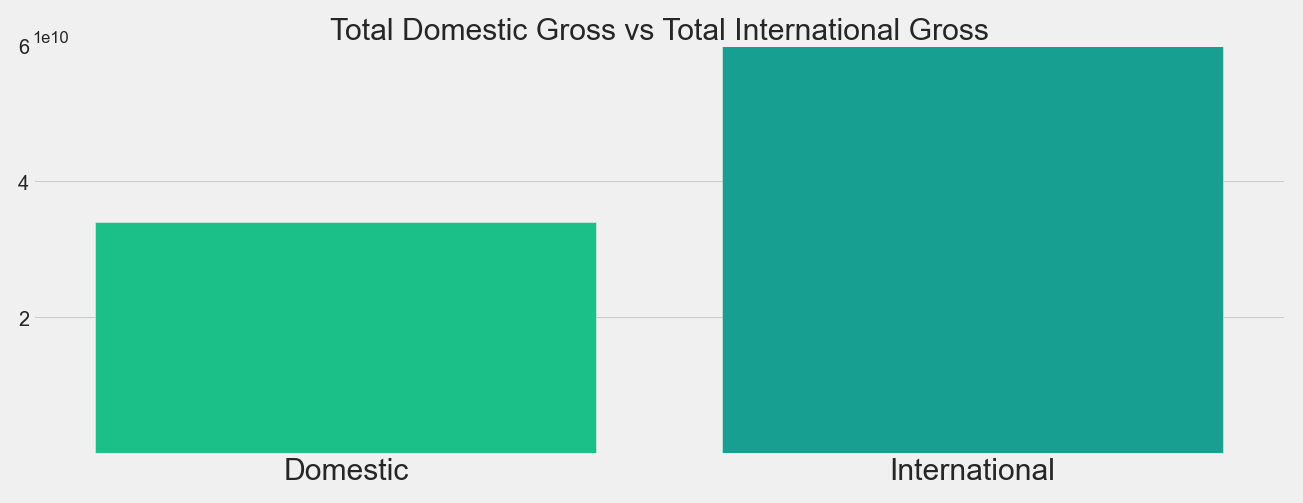 Total Domestic Gross vs Total International Gross
1e10
6
4
2
Domestic
International